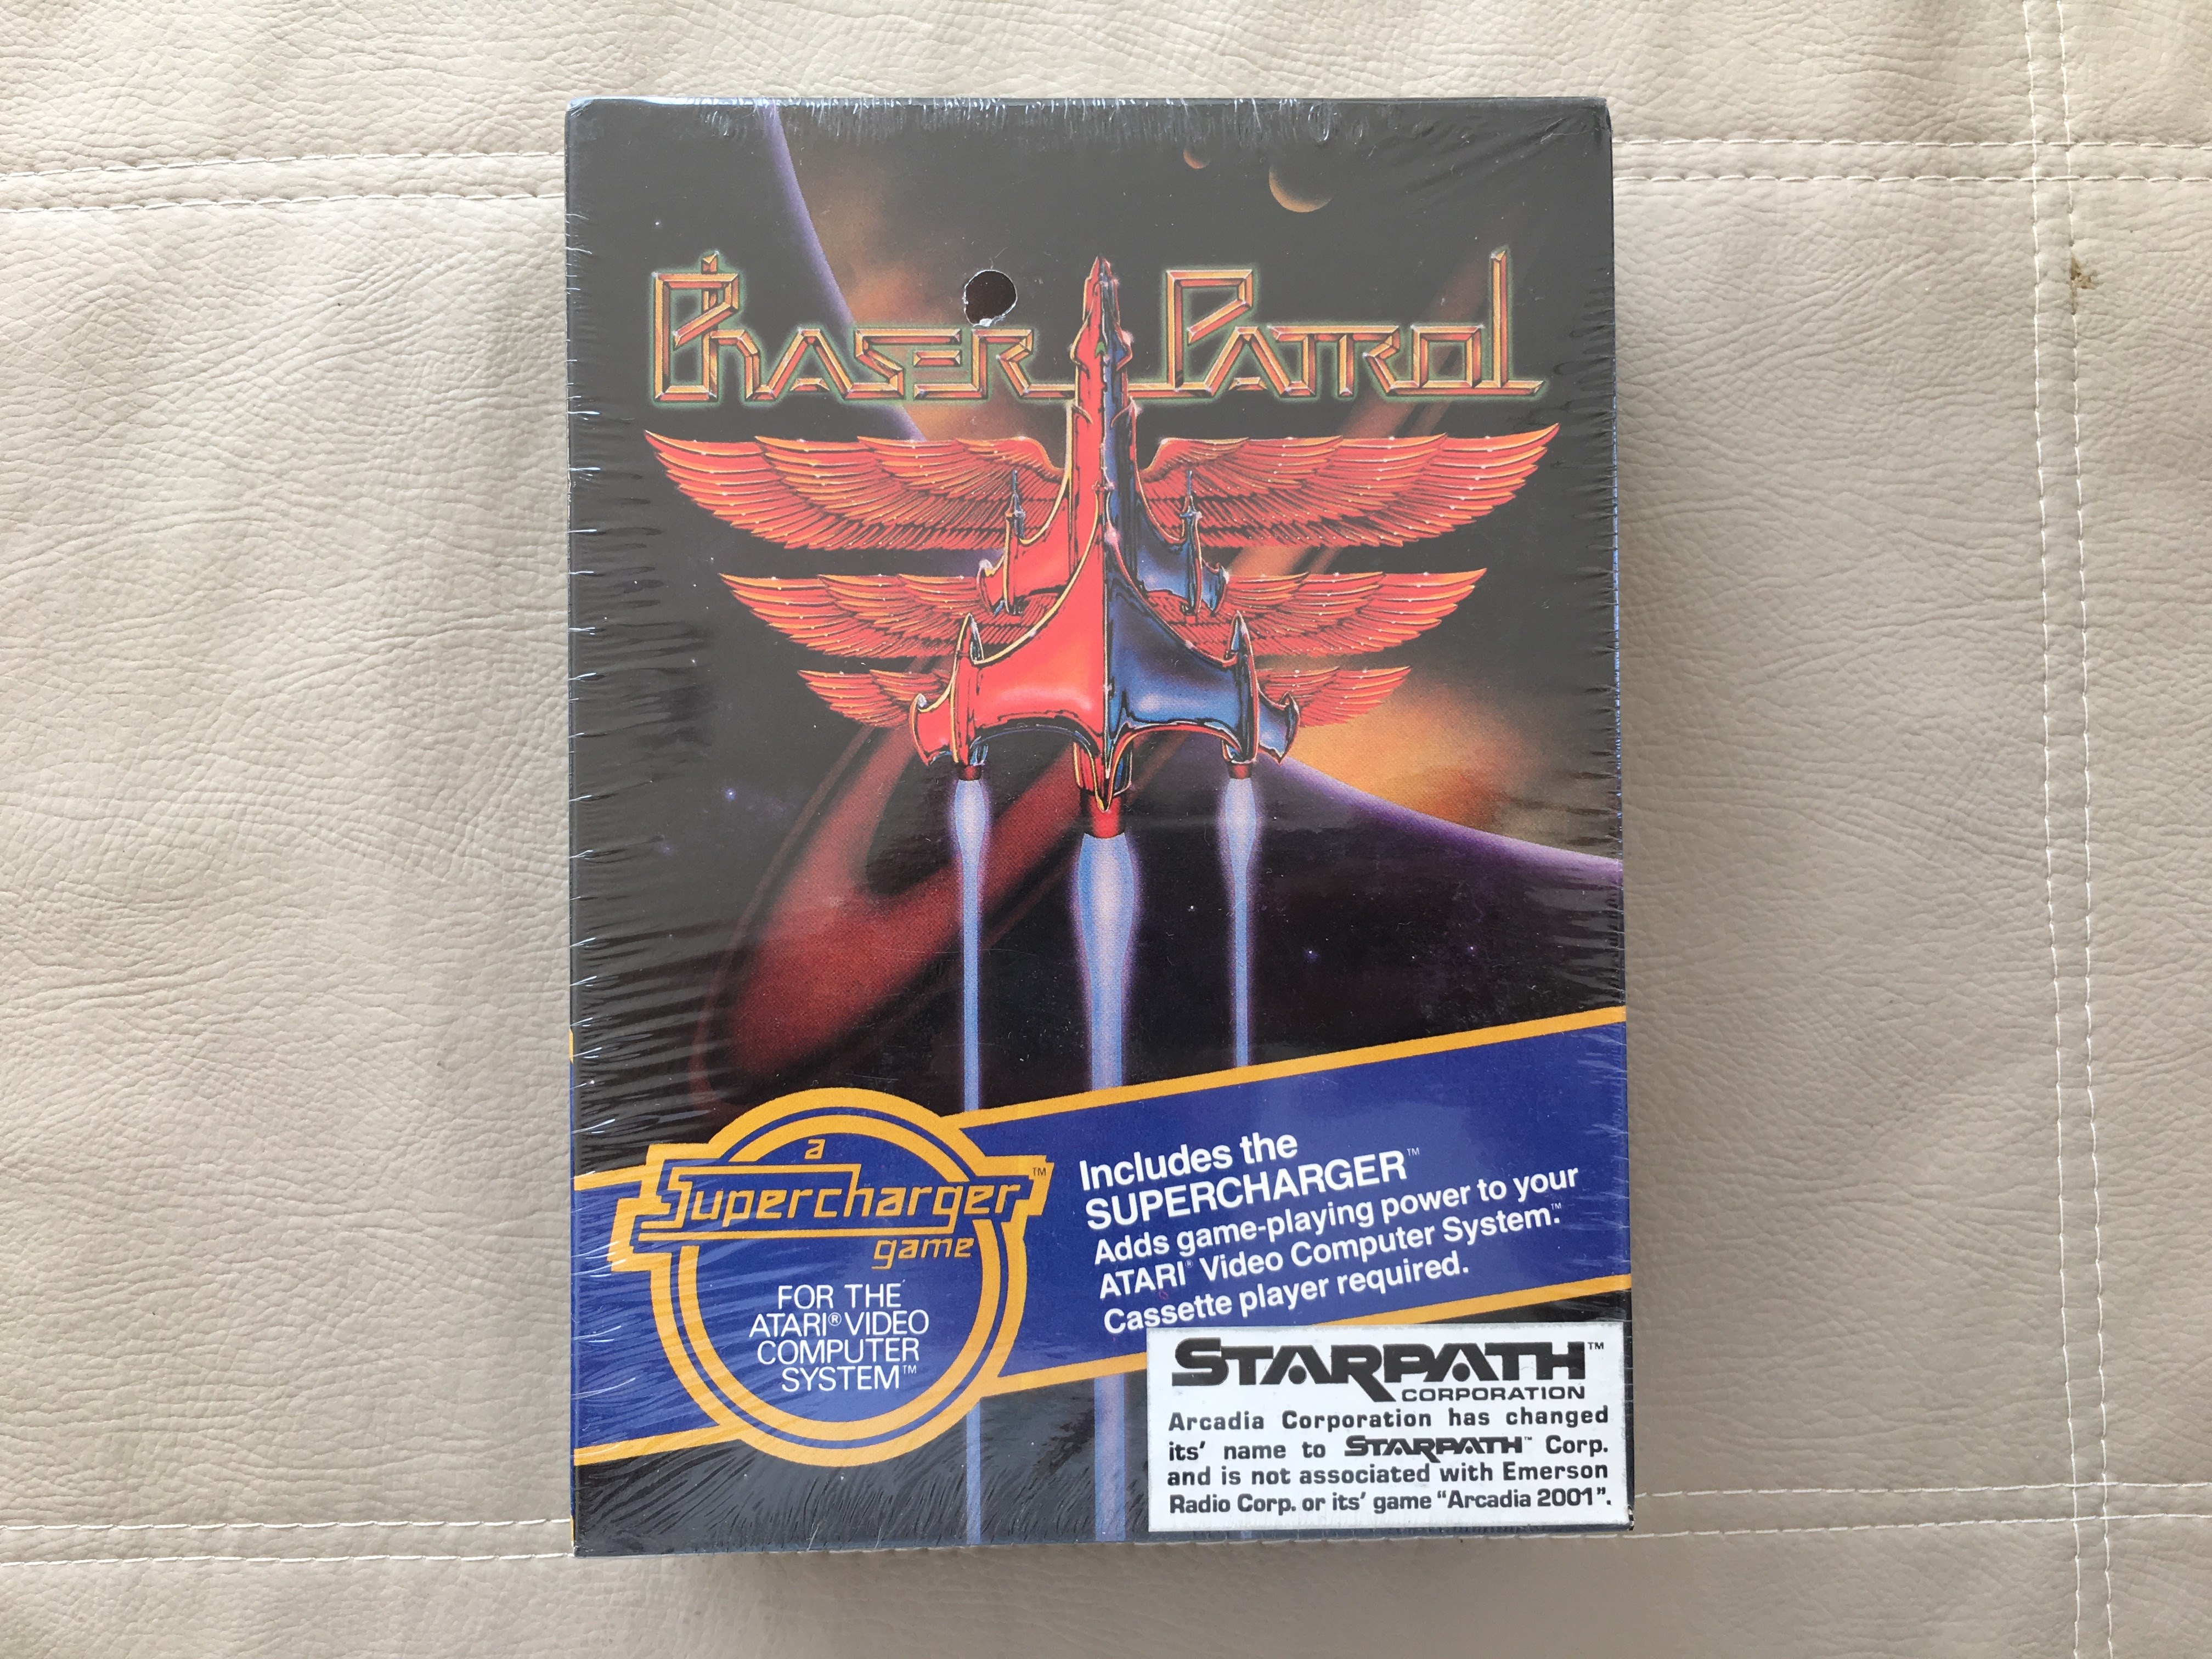 Phaser Patrol
a
Supercharger™
game
FOR THE
ATARI® VIDEO
COMPUTER
SYSTEM™
Includes the
SUPERCHARGER™
Adds game-playing power to your
ATARI® Video Computer System.™
Cassette player required.
STARPATH™
CORPORATION
Arcadia Corporation has changed
its' name to STARPATH™ Corp.
and is not associated with Emerson
Radio Corp. or its' game “Arcadia 2001”.